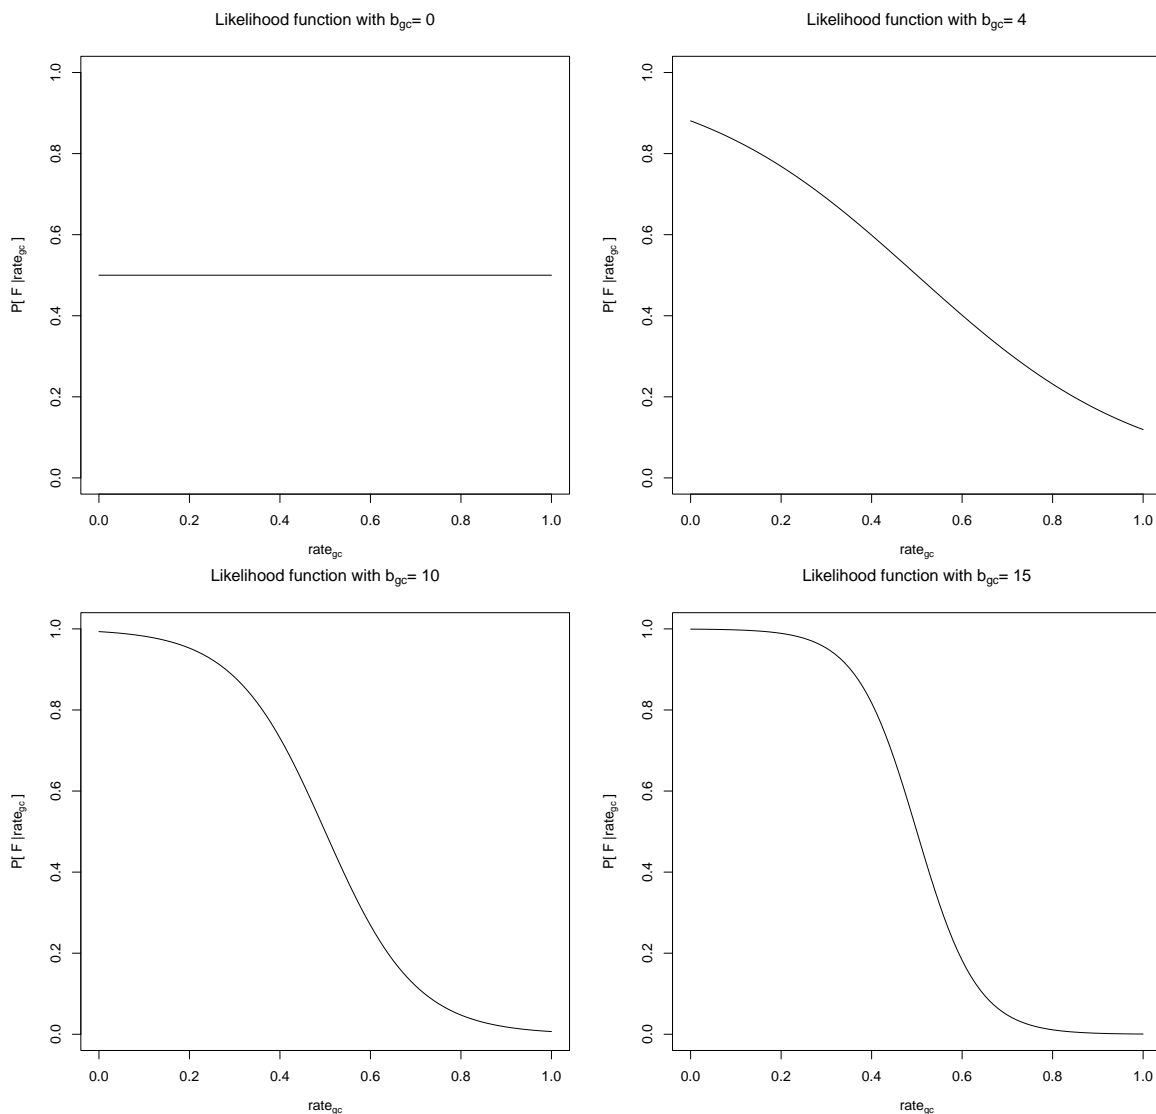 Likelihood function with b_gc= 0
1.0
0.8
0.6
0.4
0.2
0.0
P[ F |rate_gc ]
0.0 0.2 0.4 0.6 0.8 1.0
rate_gc
Likelihood function with b_gc= 4
1.0
0.8
0.6
0.4
0.2
0.0
P[ F |rate_gc ]
0.0 0.2 0.4 0.6 0.8 1.0
rate_gc
Likelihood function with b_gc= 10
1.0
0.8
0.6
0.4
0.2
0.0
P[ F |rate_gc ]
0.0 0.2 0.4 0.6 0.8 1.0
rate_gc
Likelihood function with b_gc= 15
1.0
0.8
0.6
0.4
0.2
0.0
P[ F |rate_gc ]
0.0 0.2 0.4 0.6 0.8 1.0
rate_gc